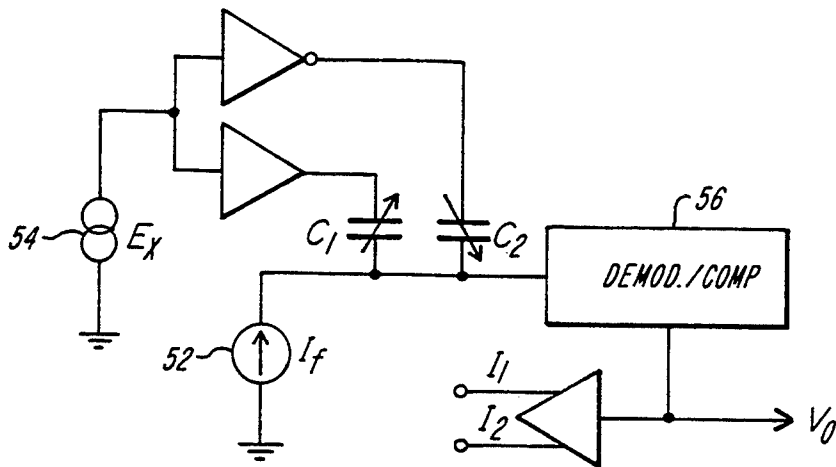 56
54
E_X
C_1
C_2
DEMOD./COMP
52
I_f
I_1
I_2
V_0